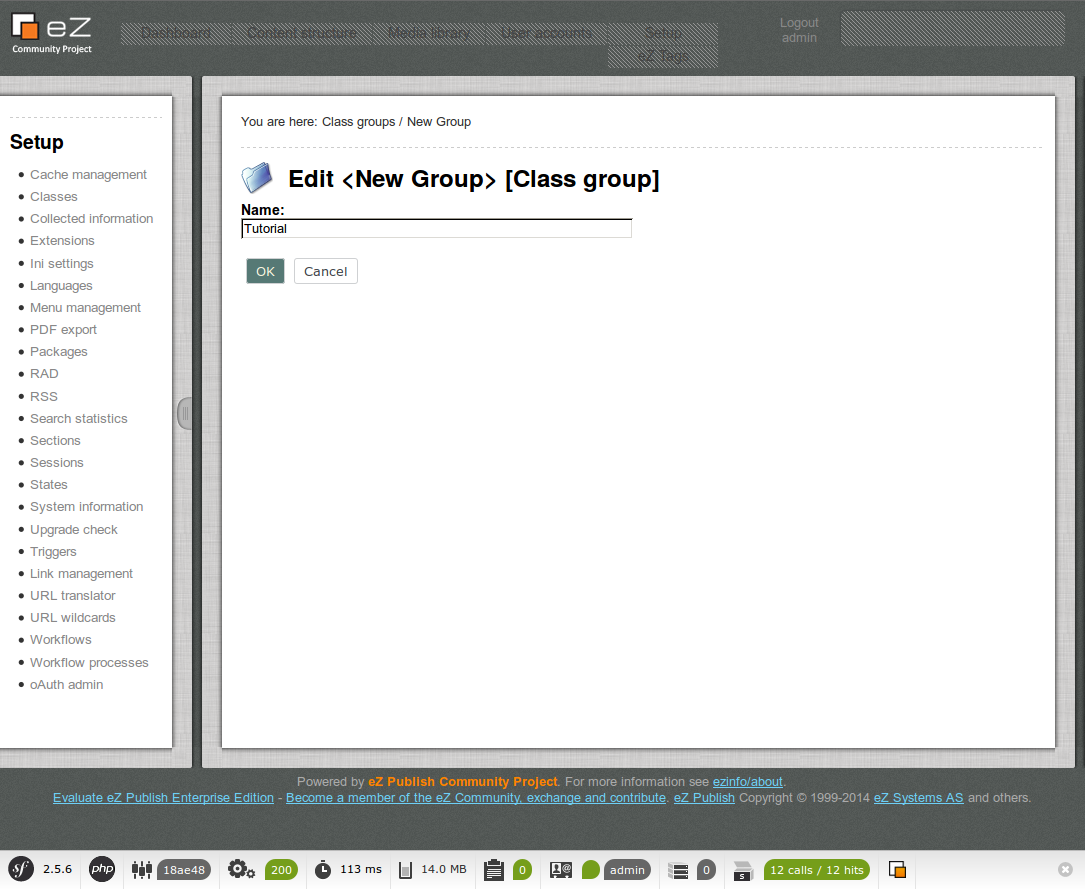 eZ
Community Project
Dashboard Content structure Media library User accounts Setup
eZ Tags
Logout
admin
Setup
Cache management
Classes
Collected information
Extensions
Ini settings
Languages
Menu management
PDF export
Packages
RAD
RSS
Search statistics
Sections
Sessions
States
System information
Upgrade check
Triggers
Link management
URL translator
URL wildcards
Workflows
Workflow processes
oAuth admin
You are here: Class groups / New Group
Edit <New Group> [Class group]
Name:
Tutorial
OK Cancel
Powered by eZ Publish Community Project. For more information see ezinfo/about.
Evaluate eZ Publish Enterprise Edition - Become a member of the eZ Community, exchange and contribute. eZ Publish Copyright © 1999-2014 eZ Systems AS and others.
sf 2.5.6 php 18ae48 200 113 ms 14.0 MB 0 admin 0 S 12 calls / 12 hits